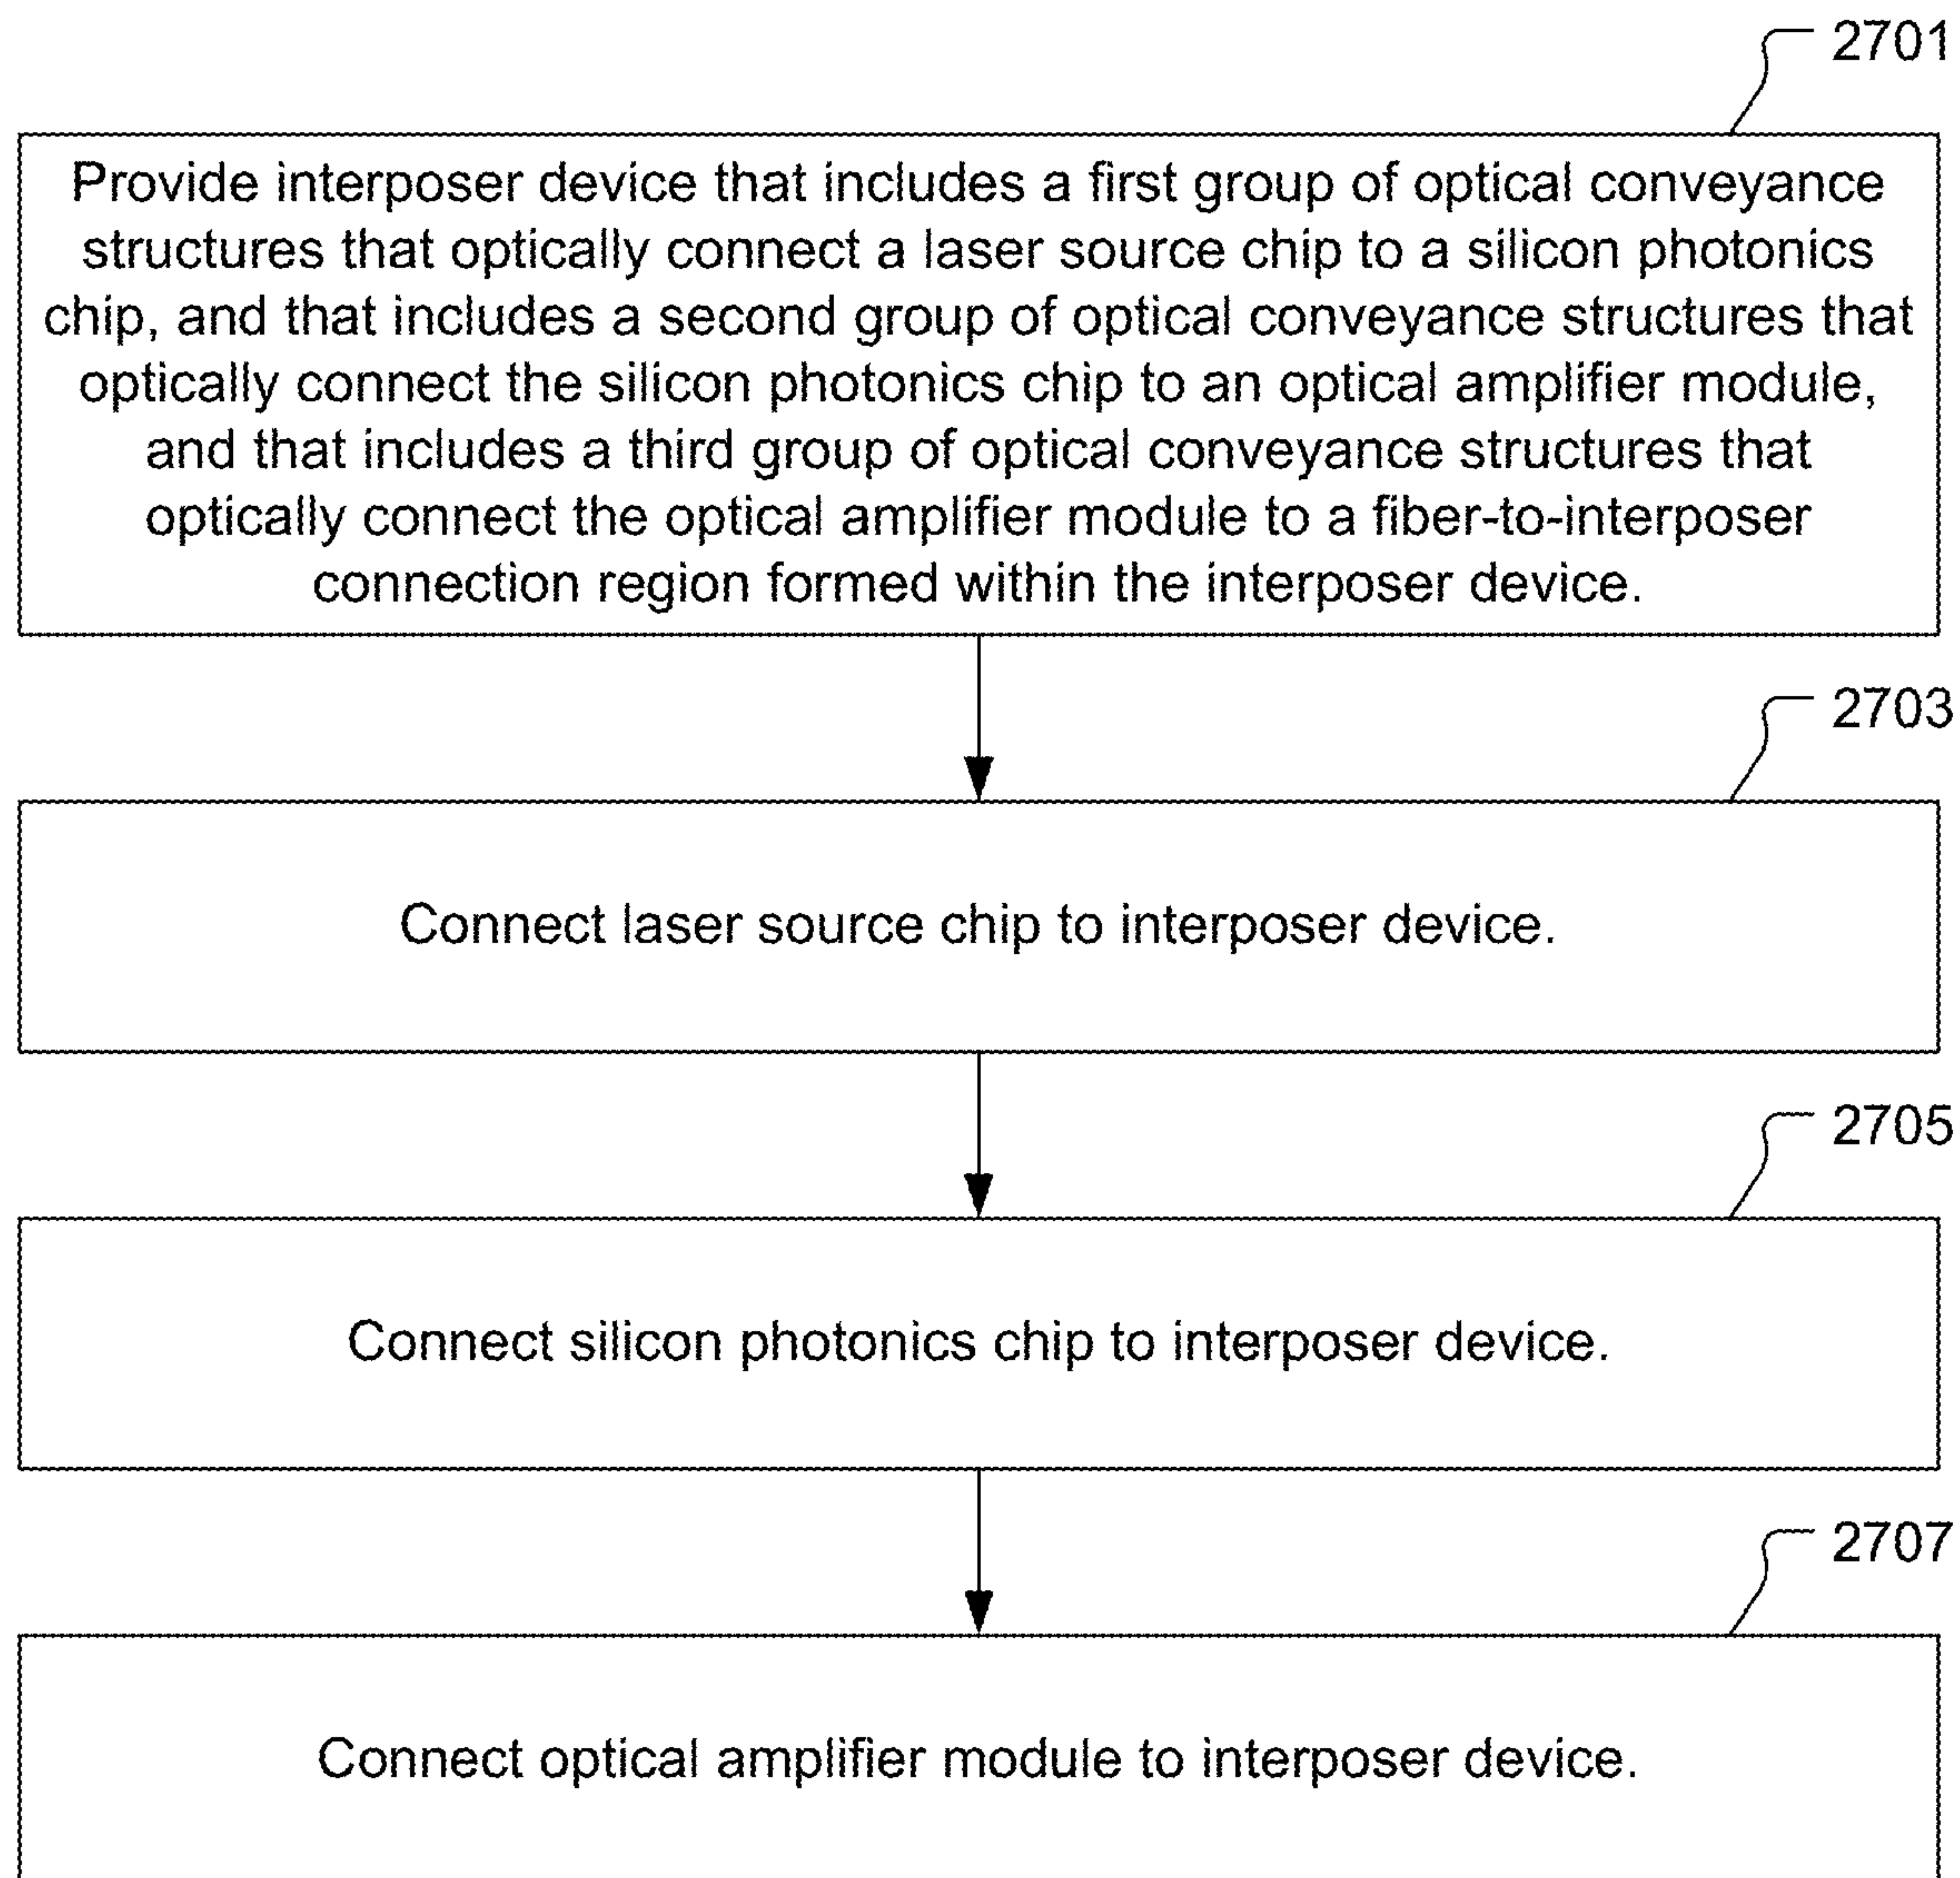 2701
Provide interposer device that includes a first group of optical conveyance
structures that optically connect a laser source chip to a silicon photonics
chip, and that includes a second group of optical conveyance structures that
optically connect the silicon photonics chip to an optical amplifier module,
and that includes a third group of optical conveyance structures that
optically connect the optical amplifier module to a fiber-to-interposer
connection region formed within the interposer device.
2703
Connect laser source chip to interposer device.
2705
Connect silicon photonics chip to interposer device.
2707
Connect optical amplifier module to interposer device.